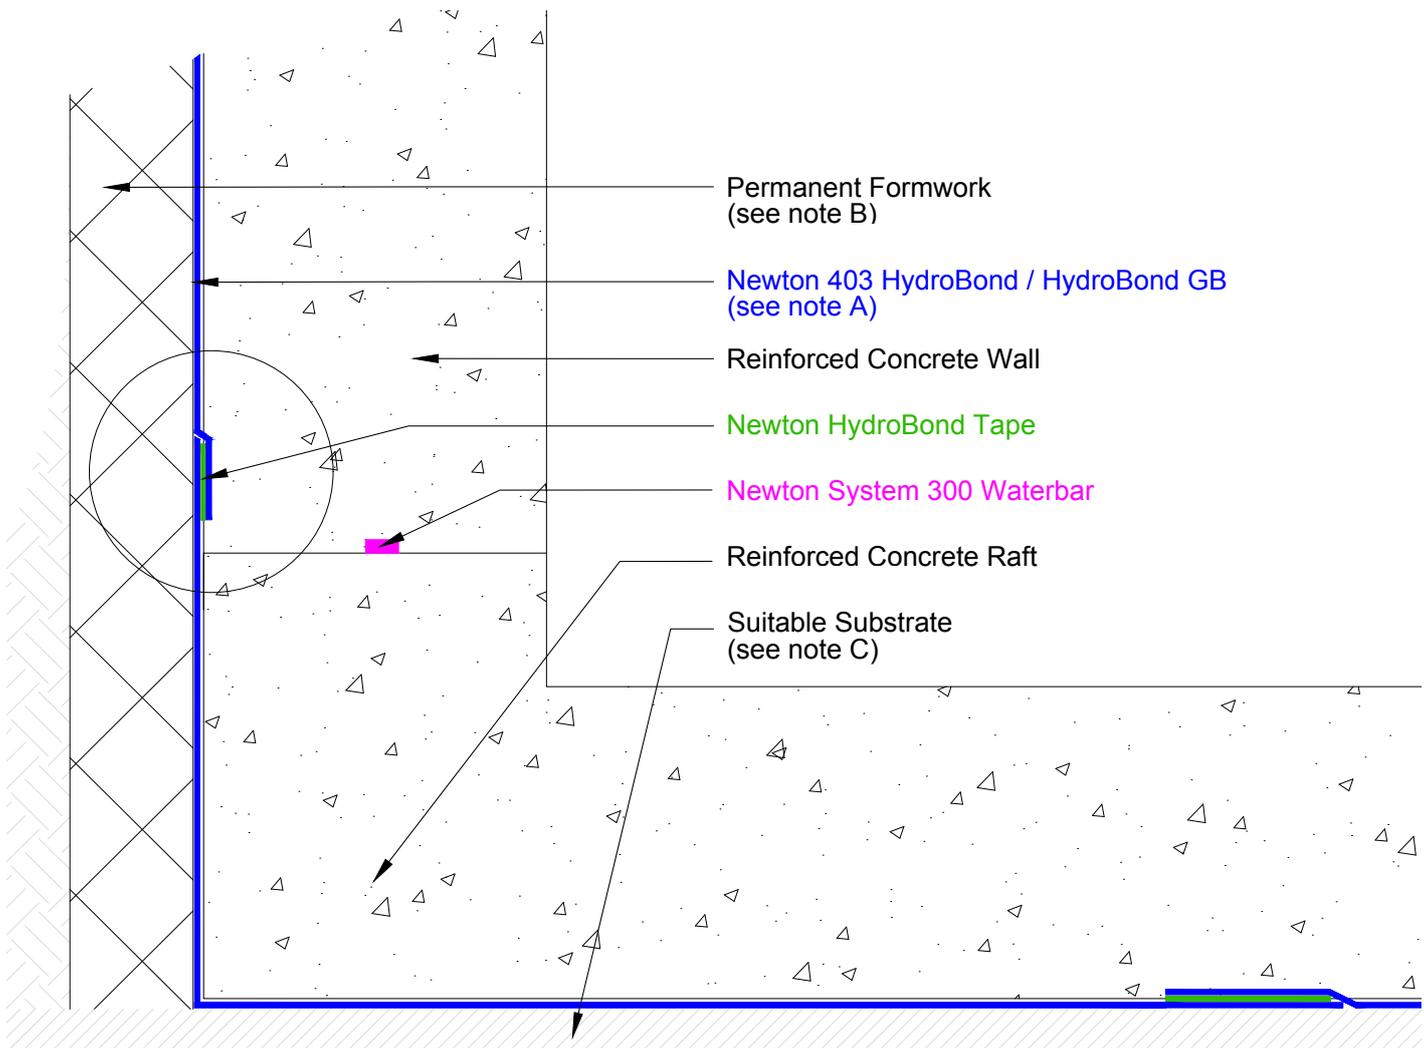 Permanent Formwork
(see note B)
Newton 403 HydroBond / HydroBond GB
(see note A)
Reinforced Concrete Wall
Newton HydroBond Tape
Newton System 300 Waterbar
Reinforced Concrete Raft
Suitable Substrate
(see note C)